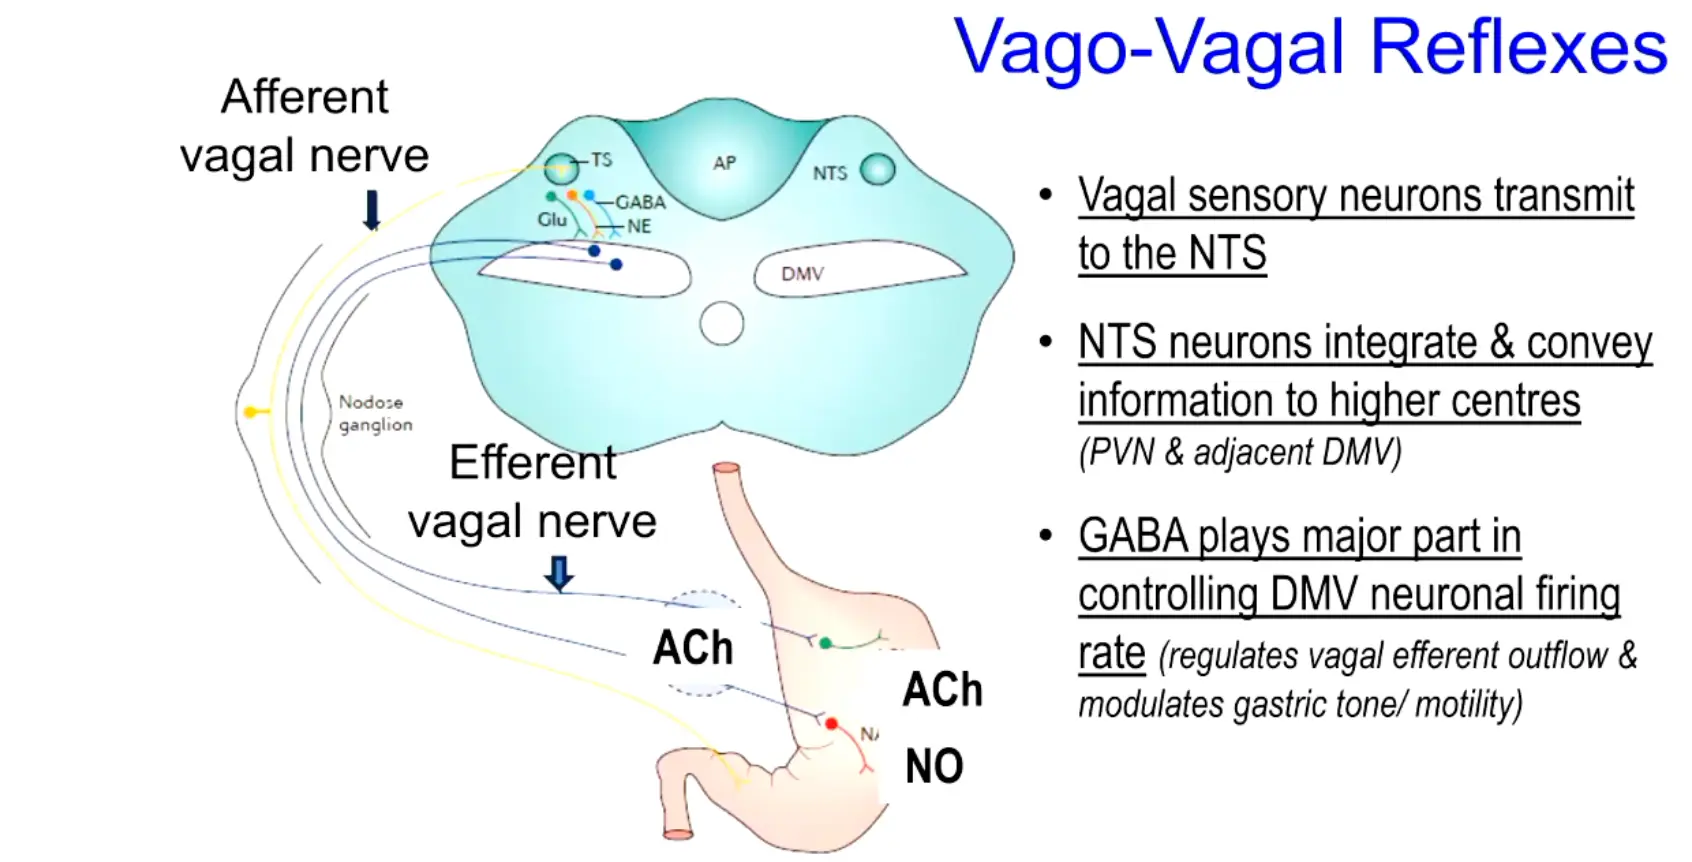 Vago-Vagal Reflexes
Afferent
vagal nerve
TS
AP
NTS
GABA
Glu
NE
DMV
Nodose
ganglion
Efferent
vagal nerve
ACh
ACh
NO
• Vagal sensory neurons transmit
to the NTS
• NTS neurons integrate & convey
information to higher centres
(PVN & adjacent DMV)
• GABA plays major part in
controlling DMV neuronal firing
rate (regulates vagal efferent outflow &
modulates gastric tone/ motility)